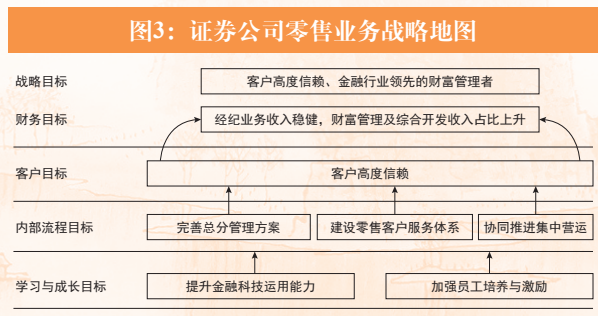 图3：证券公司零售业务战略地图
战略目标
客户高度信赖、金融行业领先的财富管理者
财务目标
经纪业务收入稳健，财富管理及综合开发收入占比上升
客户目标
客户高度信赖
内部流程目标
完善总分管理方案
建设零售客户服务体系
协同推进集中营运
学习与成长目标
提升金融科技运用能力
加强员工培养与激励